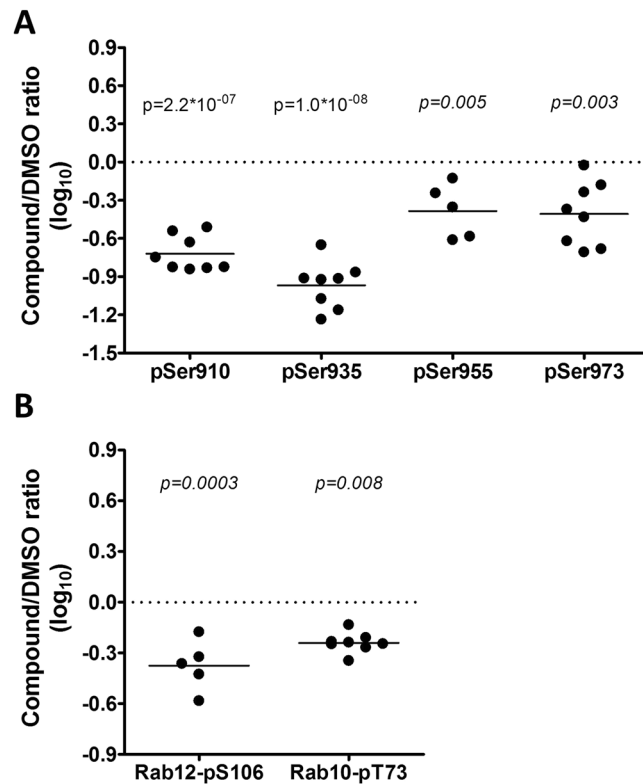 A
Compound/DMSO ratio
(log₁₀)
0.9
0.6
0.3
0.0
-0.3
-0.6
-0.9
-1.2
-1.5
p=2.2*10⁻⁰⁷ p=1.0*10⁻⁰⁸ p=0.005 p=0.003
pSer910 pSer935 pSer955 pSer973
B
Compound/DMSO ratio
(log₁₀)
0.9
0.6
0.3
0.0
-0.3
-0.6
-0.9
p=0.0003 p=0.008
Rab12-pS106 Rab10-pT73